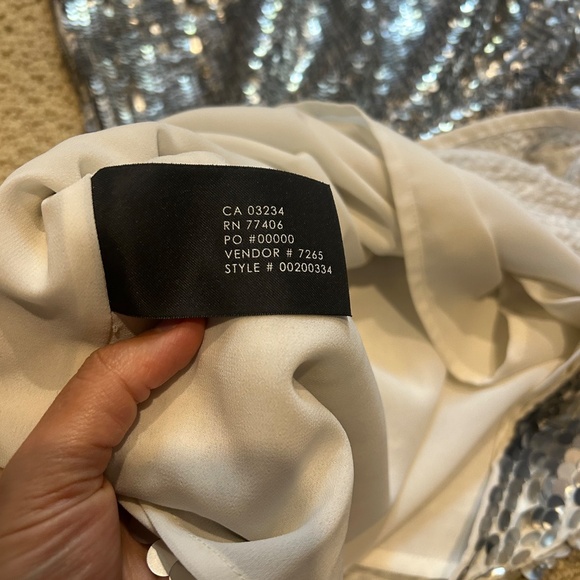 CA 03234
RN 77406
PO #00000
VENDOR # 7265
STYLE # 00200334